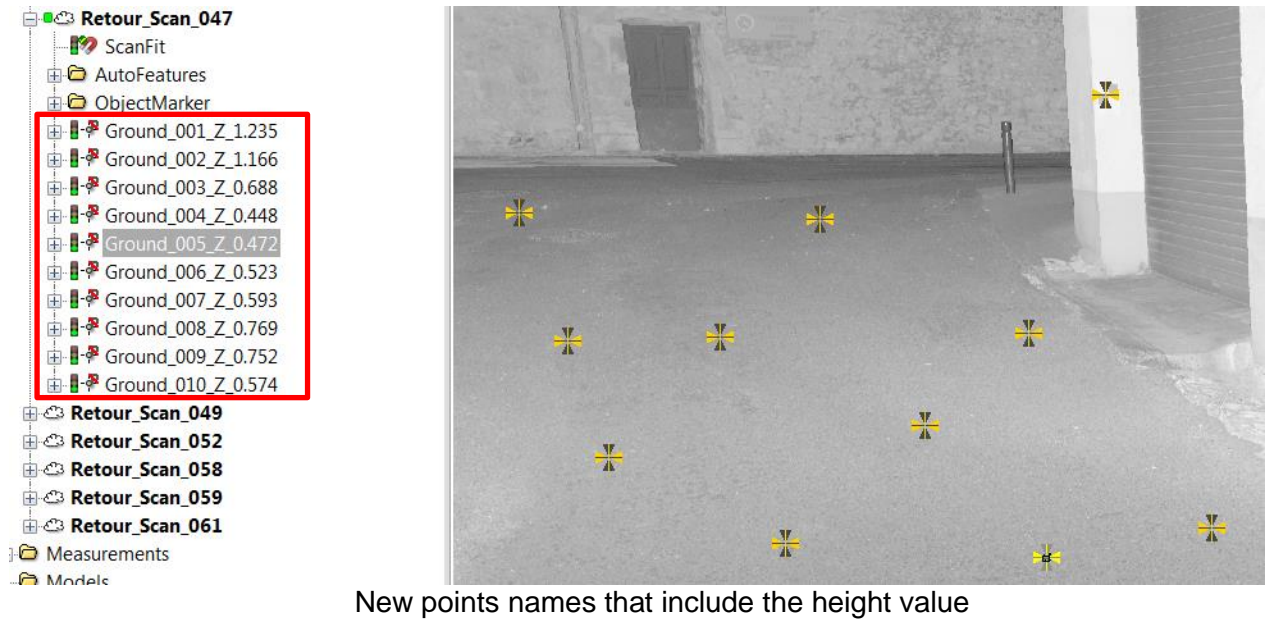 Retour_Scan_047
ScanFit
AutoFeatures
ObjectMarker
Ground_001_Z_1.235
Ground_002_Z_1.166
Ground_003_Z_0.688
Ground_004_Z_0.448
Ground_005_Z_0.472
Ground_006_Z_0.523
Ground_007_Z_0.593
Ground_008_Z_0.769
Ground_009_Z_0.752
Ground_010_Z_0.574
Retour_Scan_049
Retour_Scan_052
Retour_Scan_058
Retour_Scan_059
Retour_Scan_061
Measurements
Models
New points names that include the height value